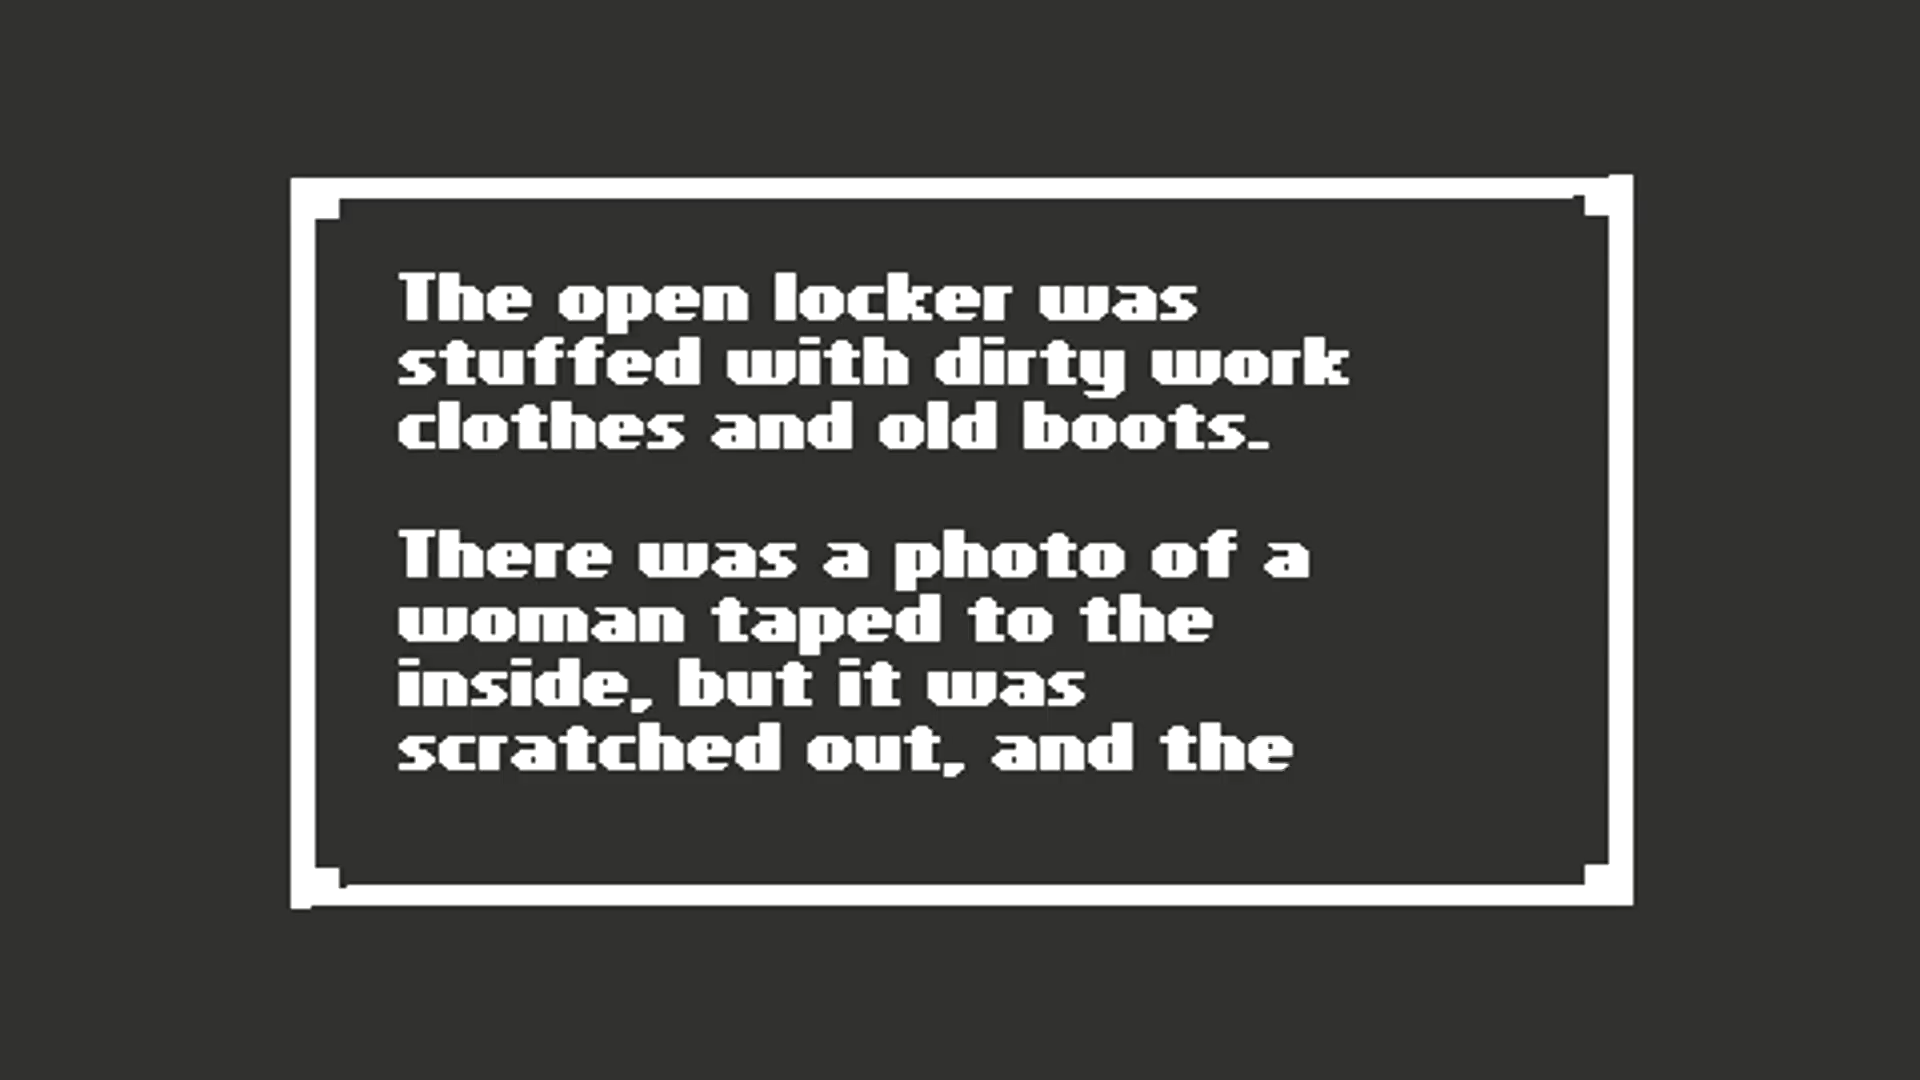 The open locker was
stuffed with dirty work
clothes and old boots.
There was a photo of a
woman taped to the
inside, but it was
scratched out, and the